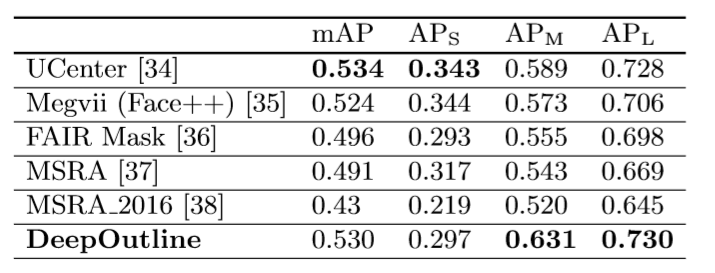 mAP AP_S AP_M AP_L
UCenter [34] 0.534 0.343 0.589 0.728
Megvii (Face++) [35] 0.524 0.344 0.573 0.706
FAIR Mask [36] 0.496 0.293 0.555 0.698
MSRA [37] 0.491 0.317 0.543 0.669
MSRA_2016 [38] 0.43 0.219 0.520 0.645
DeepOutline 0.530 0.297 0.631 0.730